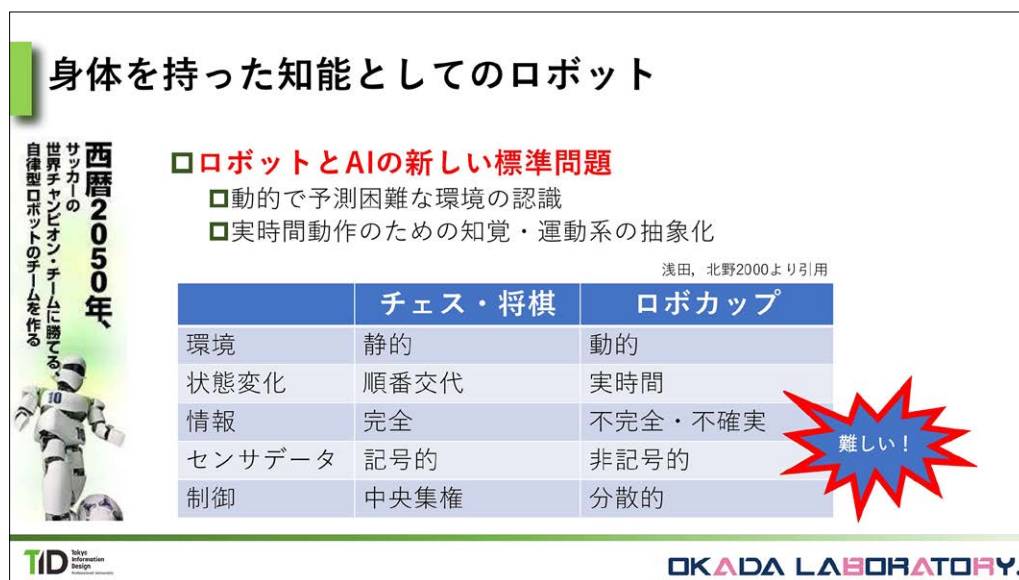 身体を持った知能としてのロボット
西暦2050年、
サッカーの
世界チャンピオン・チームに勝てる、
自律型ロボットのチームを作る
ロボットとAIの新しい標準問題
動的で予測困難な環境の認識
実時間動作のための知覚・運動系の抽象化
浅田，北野2000より引用
チェス・将棋 ロボカップ
環境 静的 動的
状態変化 順番交代 実時間
情報 完全 不完全・不確実
センサデータ 記号的 非記号的
制御 中央集権 分散的
難しい！
10
TID
Tokyo
Information
Design
Professional University
OKADA LABORATORY.